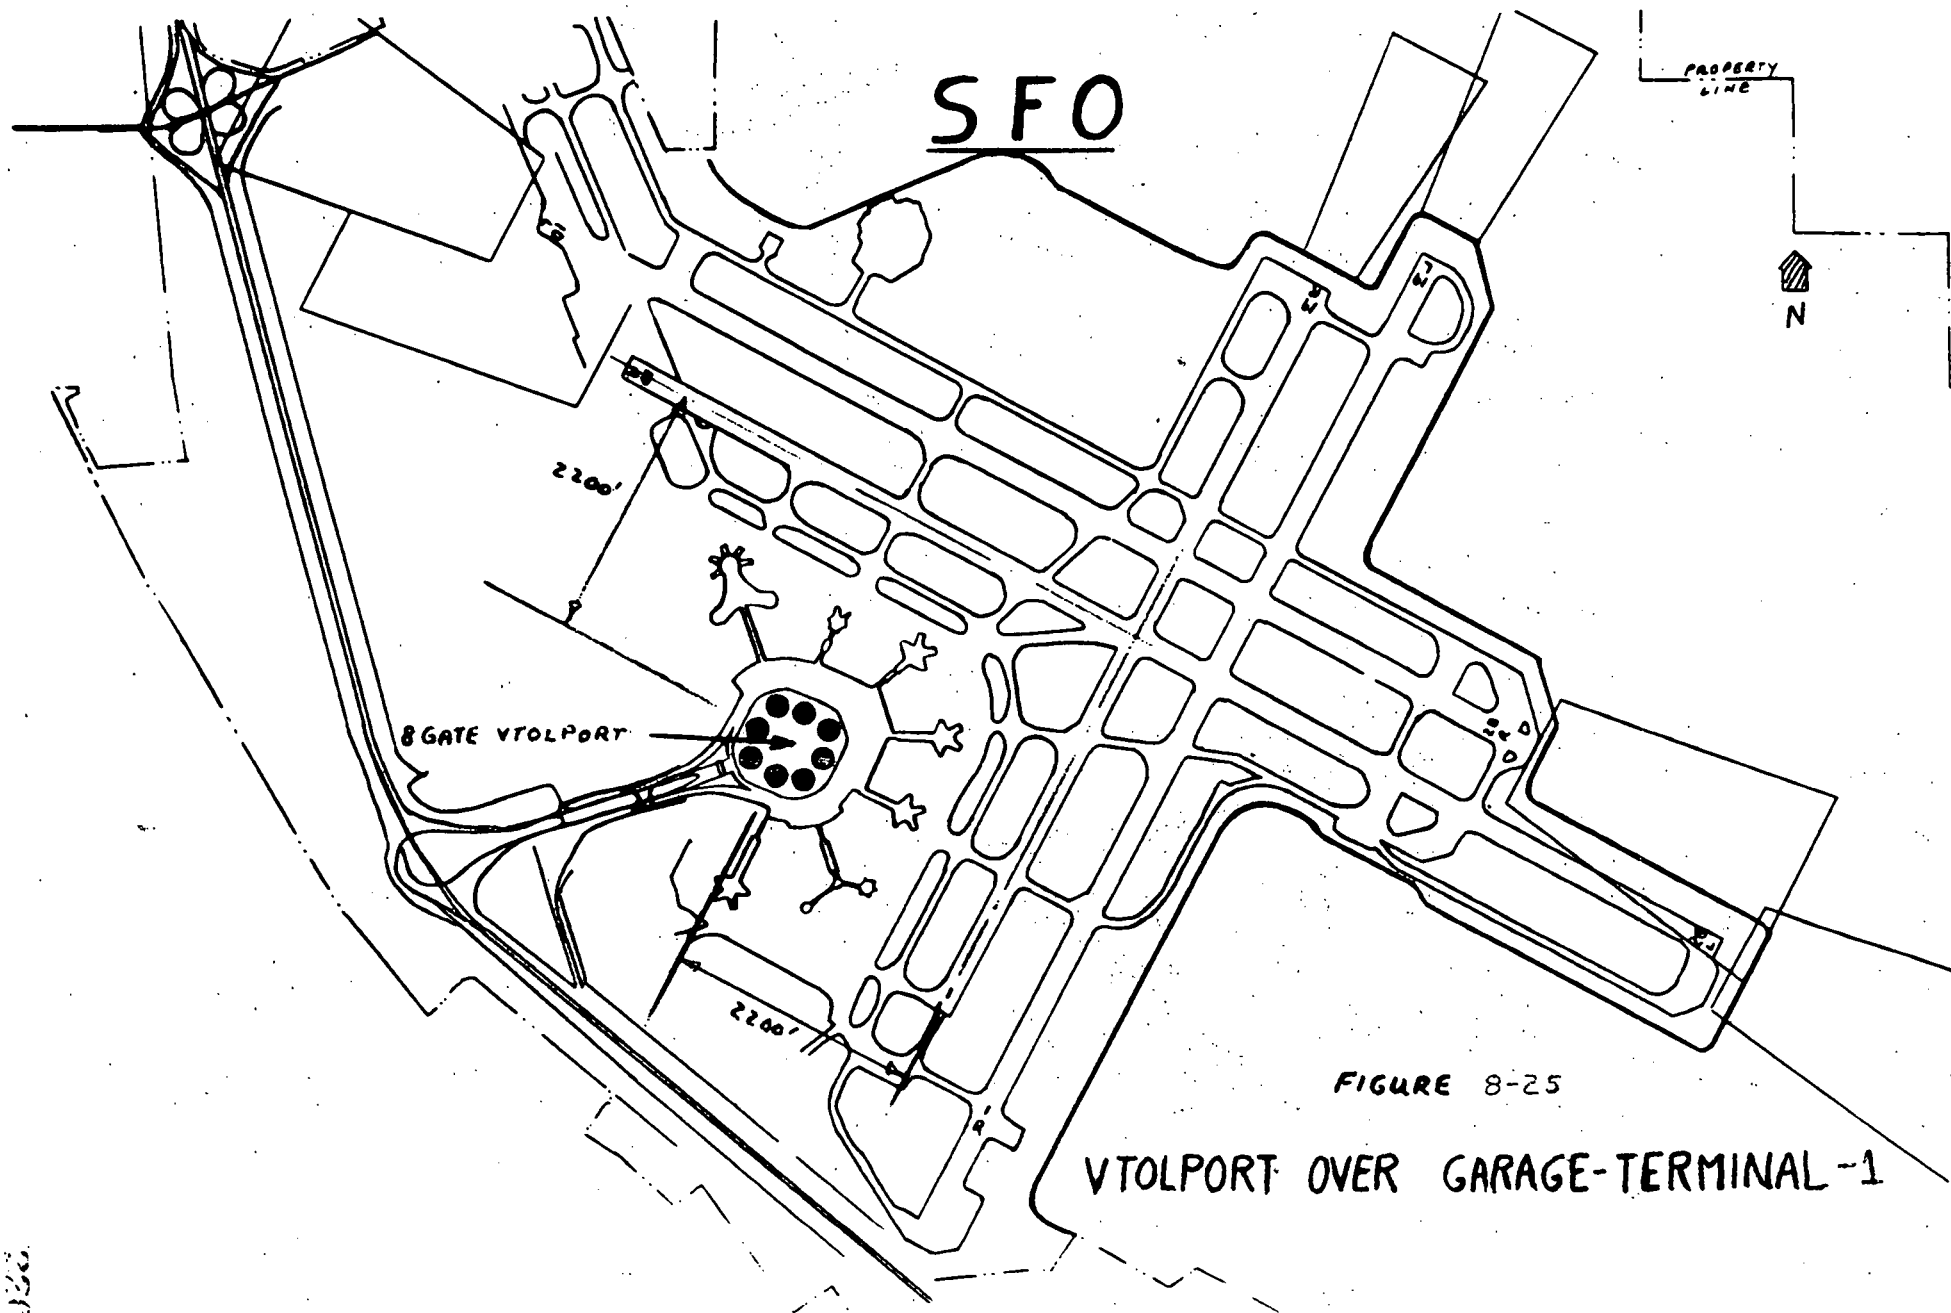 SFO
PROPERTY
LINE
N
2200'
8 GATE VTOLPORT
2200'
FIGURE 8-25
VTOLPORT OVER GARAGE-TERMINAL-1